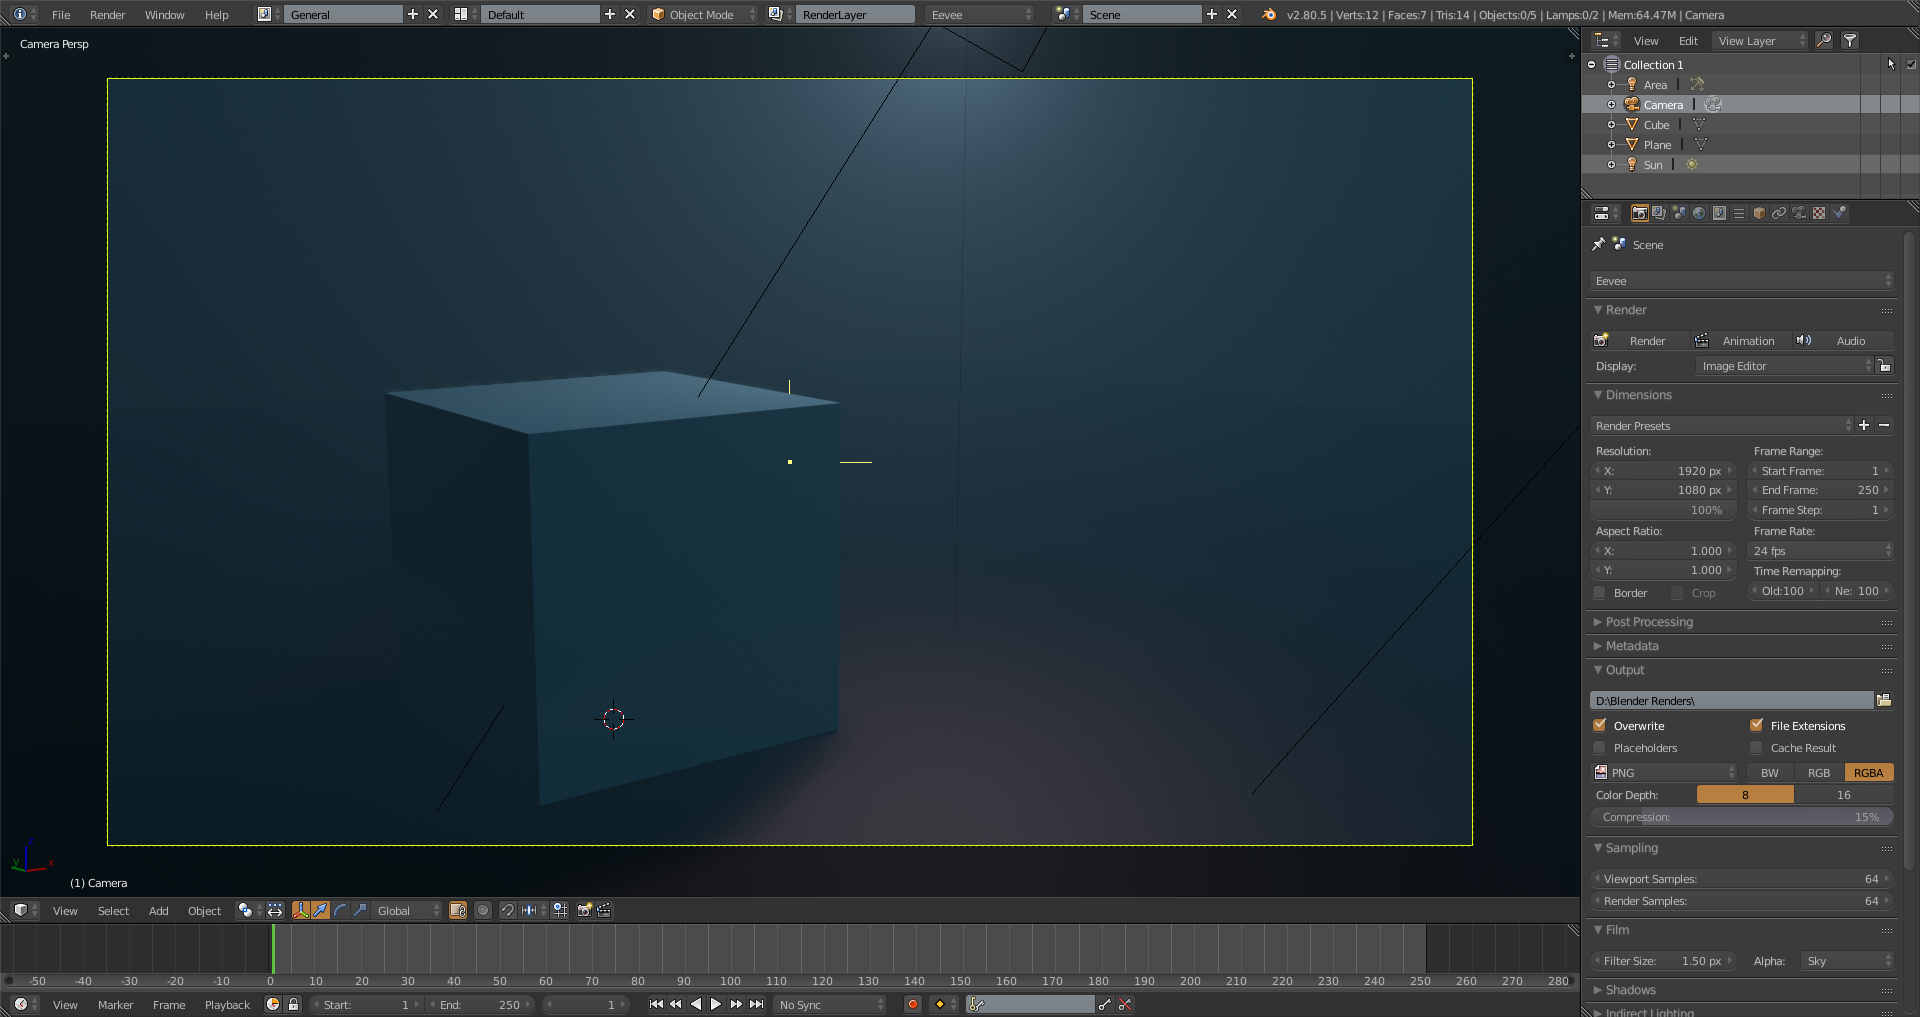 File Render Window Help General Default Object Mode RenderLayer Eevee Scene v2.80.5 | Verts:12 | Faces:7 | Tris:14 | Objects:0/5 | Lamps:0/2 | Mem:64.47M | Camera
Camera Persp
View Edit View Layer
Collection 1
Area
Camera
Cube
Plane
Sun
Scene
Eevee
Render
Render Animation Audio
Display: Image Editor
Dimensions
Render Presets
Resolution: Frame Range:
X: 1920 px Start Frame: 1
Y: 1080 px End Frame: 250
100% Frame Step: 1
Aspect Ratio: Frame Rate:
X: 1.000 24 fps
Y: 1.000 Time Remapping:
Border Crop Old:100 Ne: 100
Post Processing
Metadata
Output
D:\Blender Renders\
Overwrite File Extensions
Placeholders Cache Result
PNG BW RGB RGBA
Color Depth: 8 16
Compression: 15%
Sampling
Viewport Samples: 64
Render Samples: 64
Film
Filter Size: 1.50 px Alpha: Sky
Shadows
Indirect Lighting
z
y x
(1) Camera
View Select Add Object Global
-50 -40 -30 -20 -10 0 10 20 30 40 50 60 70 80 90 100 110 120 130 140 150 160 170 180 190 200 210 220 230 240 250 260 270 280
View Marker Frame Playback Start: 1 End: 250 1 No Sync